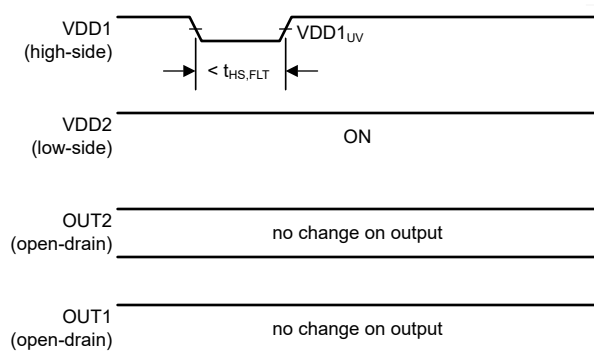 VDD1
(high-side)
VDD1UV
< tHS,FLT
VDD2
(low-side)
ON
OUT2
(open-drain)
no change on output
OUT1
(open-drain)
no change on output